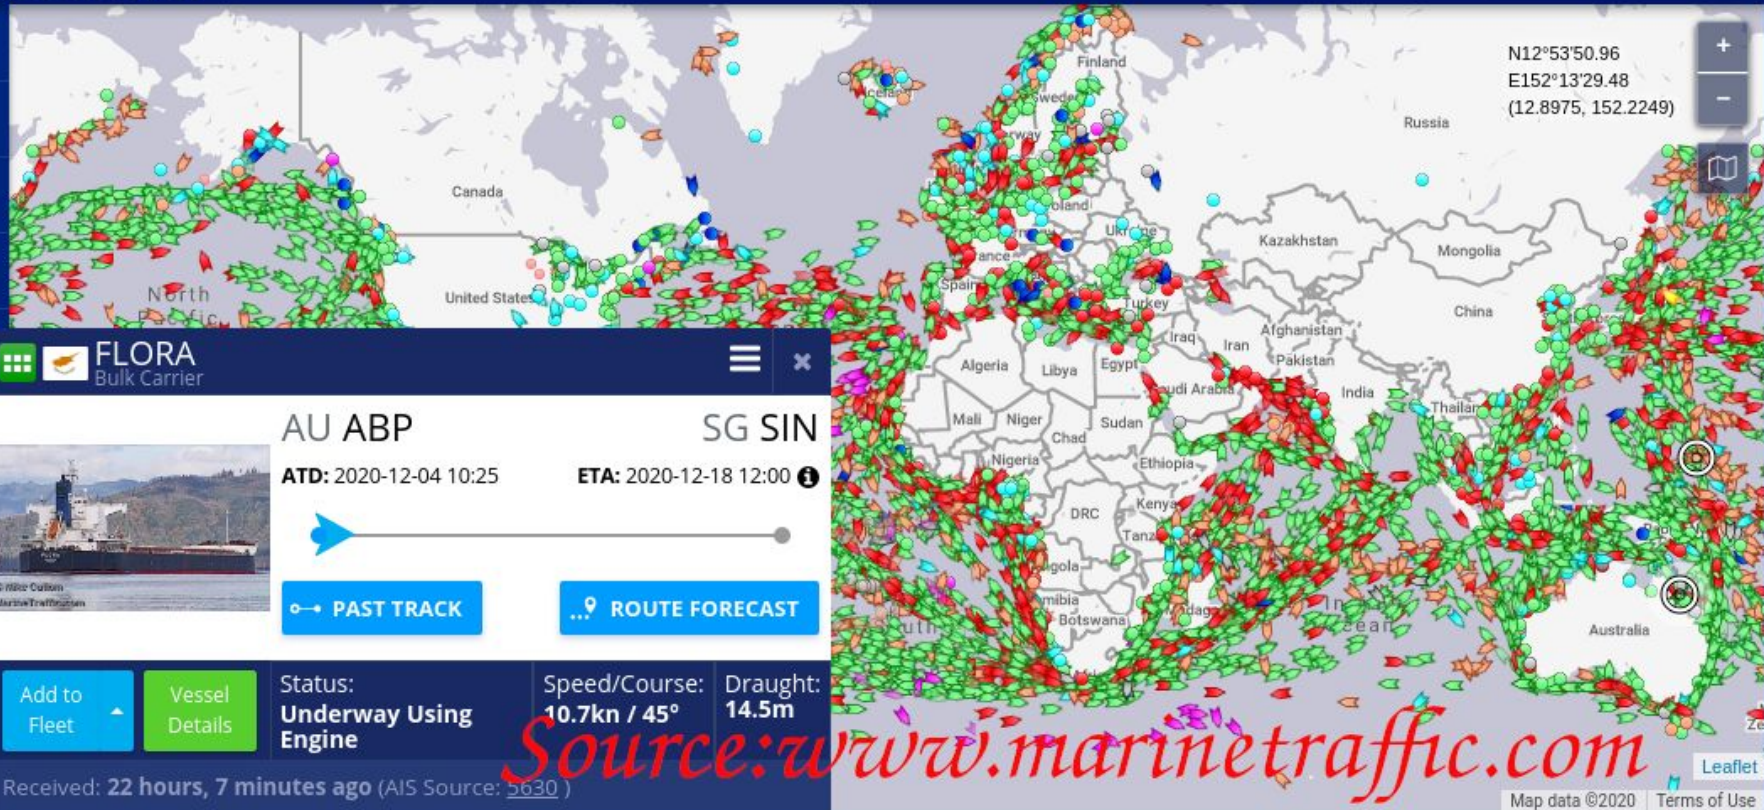 N12°53'50.96
E152°13'29.48
(12.8975, 152.2249)
+
−
Finland
Russia
Canada
Kazakhstan
Mongolia
United States
North
Pacific
Spain
Turkey
China
Iraq
Iran
Afghanistan
Pakistan
Algeria
Libya
Egypt
Saudi Arabia
India
Mali
Niger
Chad
Sudan
Nigeria
Ethiopia
DRC
Kenya
Botswana
Australia
FLORA
Bulk Carrier
AU ABP
SG SIN
ATD: 2020-12-04 10:25
ETA: 2020-12-18 12:00
PAST TRACK
ROUTE FORECAST
Add to
Fleet
Vessel
Details
Status:
Underway Using
Engine
Speed/Course:
10.7kn / 45°
Draught:
14.5m
Received: 22 hours, 7 minutes ago (AIS Source: 5630 )
Source:www.marinetraffic.com
Leaflet
Map data ©2020
Terms of Use